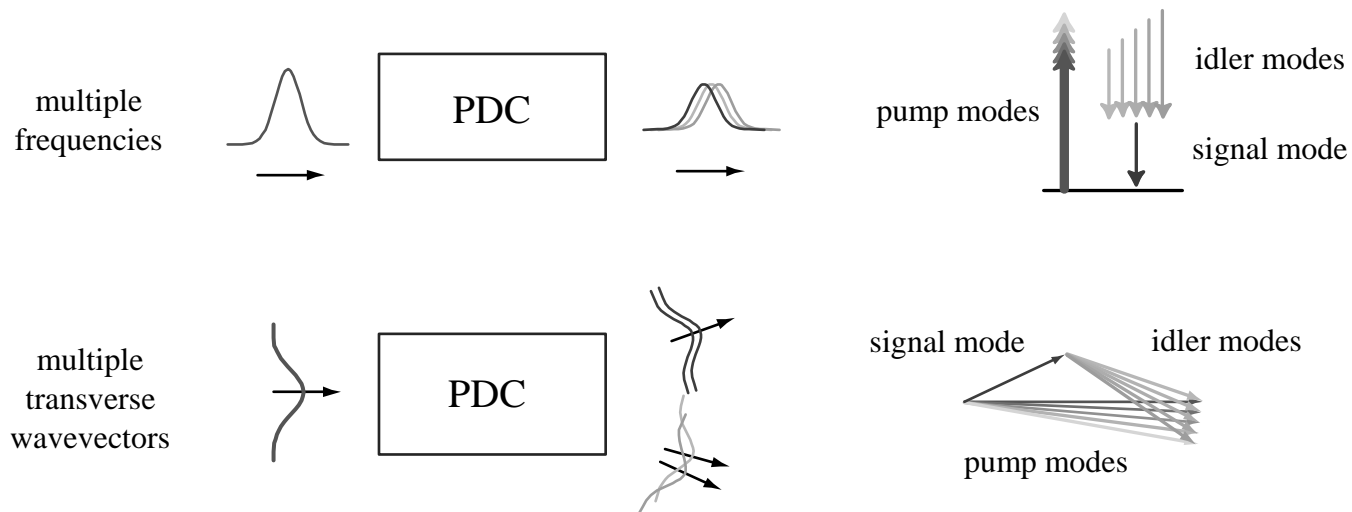 multiple
frequencies
PDC
pump modes
idler modes
signal mode
multiple
transverse
wavevectors
PDC
signal mode
idler modes
pump modes